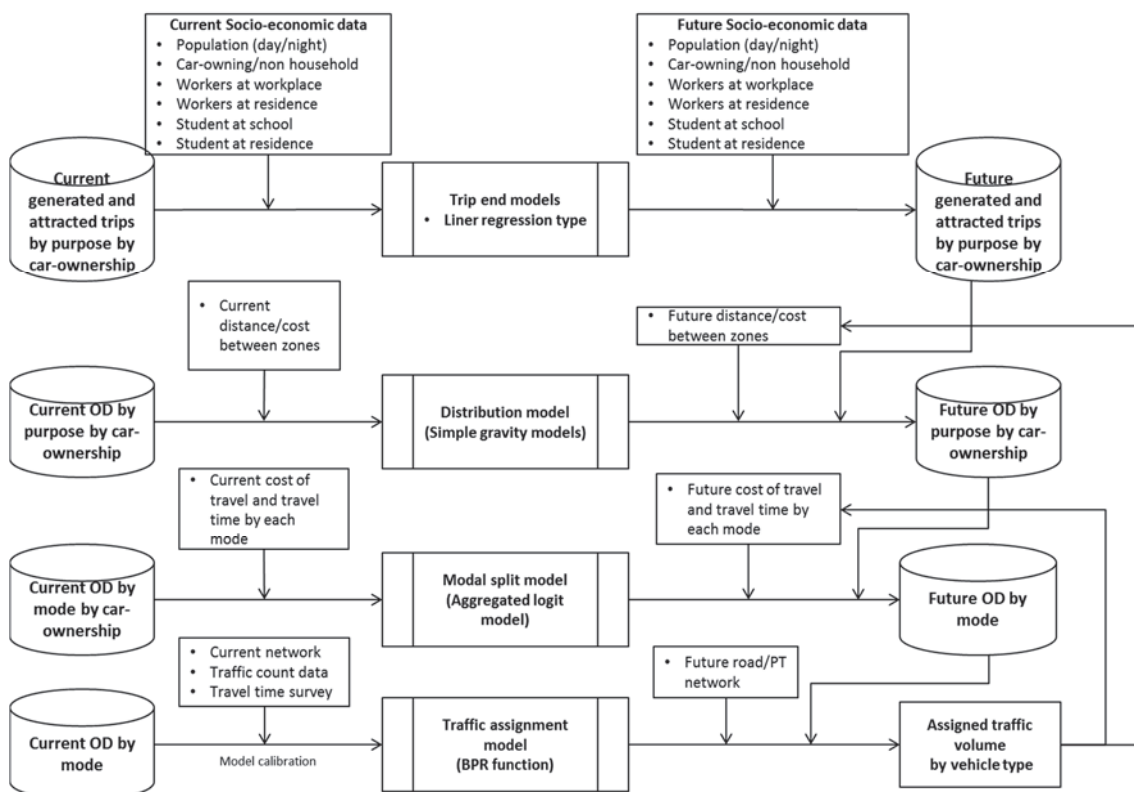 Current Socio-economic data
• Population (day/night)
• Car-owning/non household
• Workers at workplace
• Workers at residence
• Student at school
• Student at residence
Future Socio-economic data
• Population (day/night)
• Car-owning/non household
• Workers at workplace
• Workers at residence
• Student at school
• Student at residence
Current
generated and
attracted trips
by purpose by
car-ownership
Trip end models
• Liner regression type
Future
generated and
attracted trips
by purpose by
car-ownership
• Current
distance/cost
between zones
• Future distance/cost
between zones
Current OD by
purpose by car-
ownership
Distribution model
(Simple gravity models)
Future OD by
purpose by car-
ownership
• Current cost of
travel and travel
time by each
mode
• Future cost of travel
and travel time by
each mode
Current OD by
mode by car-
ownership
Modal split model
(Aggregated logit
model)
Future OD by
mode
• Current network
• Traffic count data
• Travel time survey
• Future road/PT
network
Current OD by
mode
Model calibration
Traffic assignment
model
(BPR function)
Assigned traffic
volume
by vehicle type